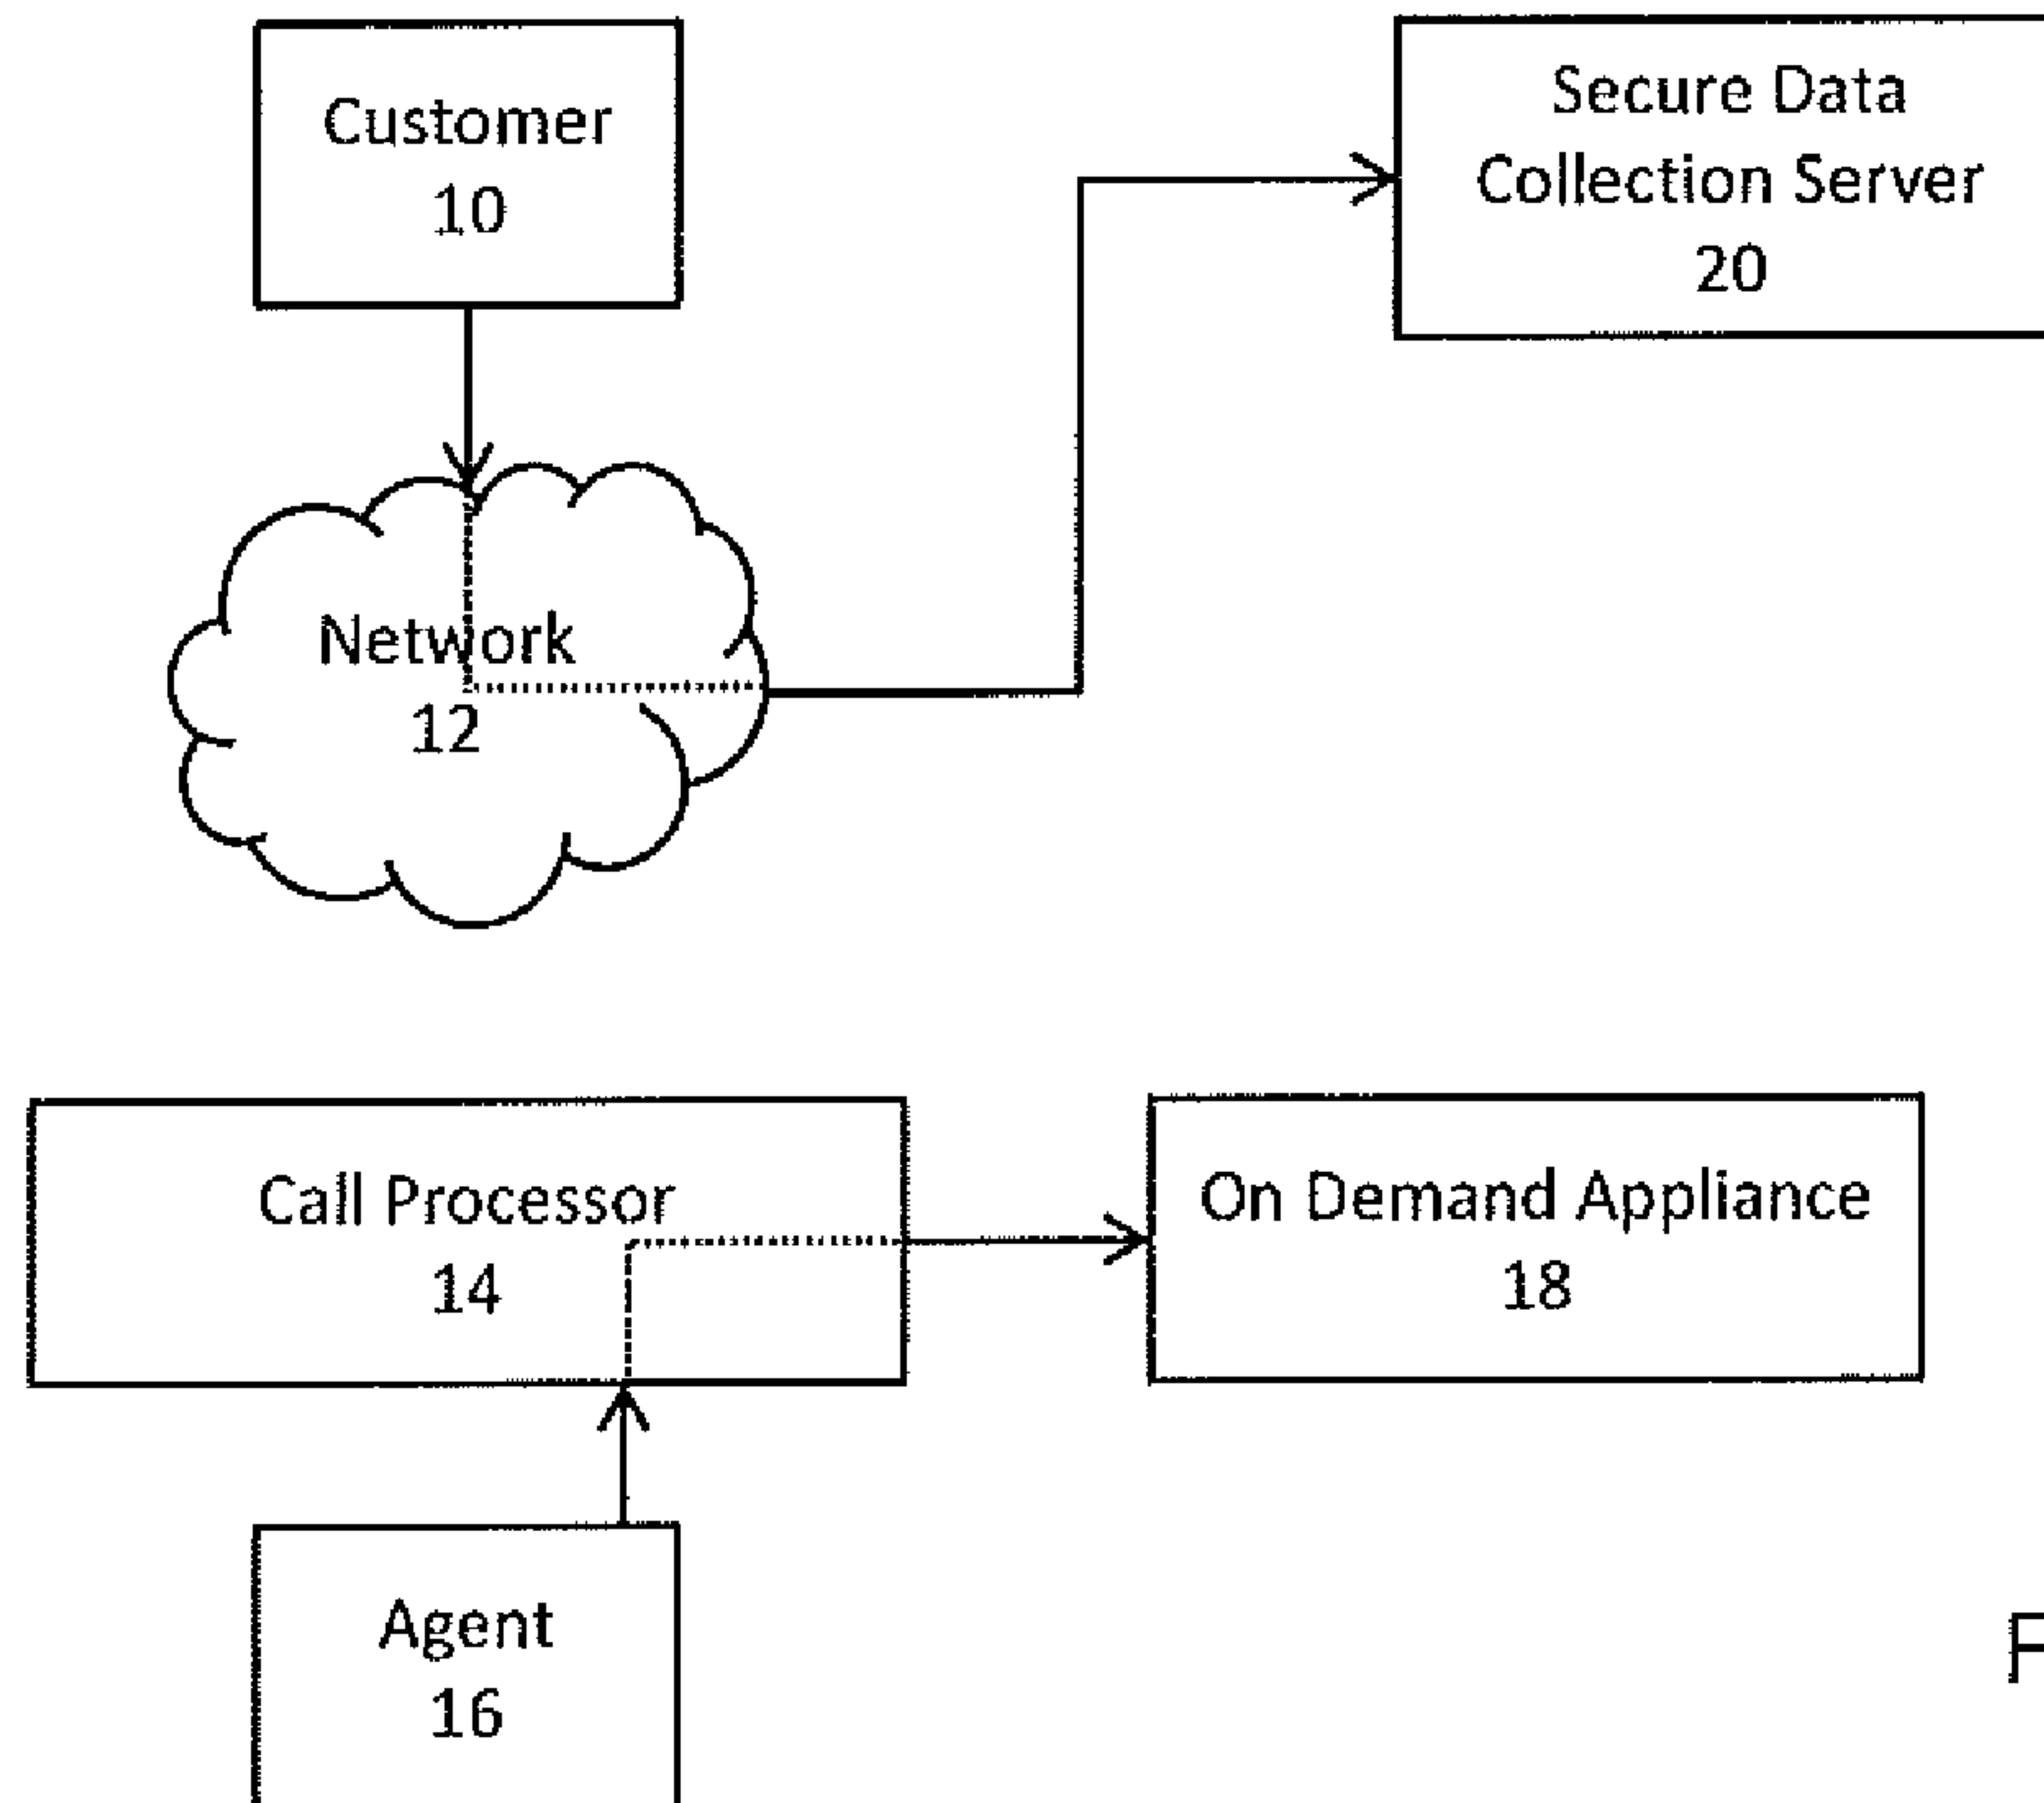 Customer
10
Secure Data
Collection Server
20
Network
12
Call Processor
14
On Demand Appliance
18
Agent
16
F